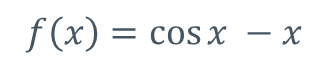 f(x) = cos x − x